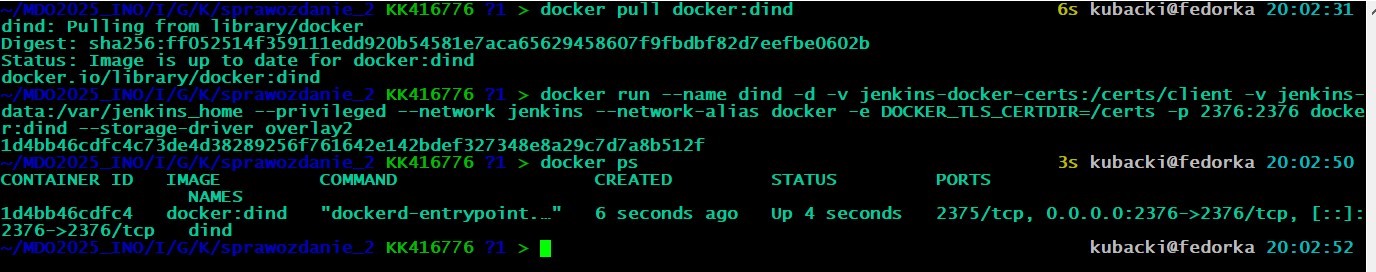 ~/MDO2025_INO/I/G/K/sprawozdanie_2 KK416776 ?1 > docker pull docker:dind 6s kubacki@fedorka 20:02:31
dind: Pulling from library/docker
Digest: sha256:ff052514f359111edd920b54581e7aca65629458607f9fbdbf82d7eefbe0602b
Status: Image is up to date for docker:dind
docker.io/library/docker:dind
~/MDO2025_INO/I/G/K/sprawozdanie_2 KK416776 ?1 > docker run --name dind -d -v jenkins-docker-certs:/certs/client -v jenkins-
data:/var/jenkins_home --privileged --network jenkins --network-alias docker -e DOCKER_TLS_CERTDIR=/certs -p 2376:2376 docke
r:dind --storage-driver overlay2
1d4bb46cdfc4c73de4d38289256f761642e142bdef327348e8a29c7d7a8b512f
~/MDO2025_INO/I/G/K/sprawozdanie_2 KK416776 ?1 > docker ps 3s kubacki@fedorka 20:02:50
CONTAINER ID IMAGE COMMAND CREATED STATUS PORTS
NAMES
1d4bb46cdfc4 docker:dind "dockerd-entrypoint.…" 6 seconds ago Up 4 seconds 2375/tcp, 0.0.0.0:2376->2376/tcp, [::]:
2376->2376/tcp dind
~/MDO2025_INO/I/G/K/sprawozdanie_2 KK416776 ?1 > kubacki@fedorka 20:02:52